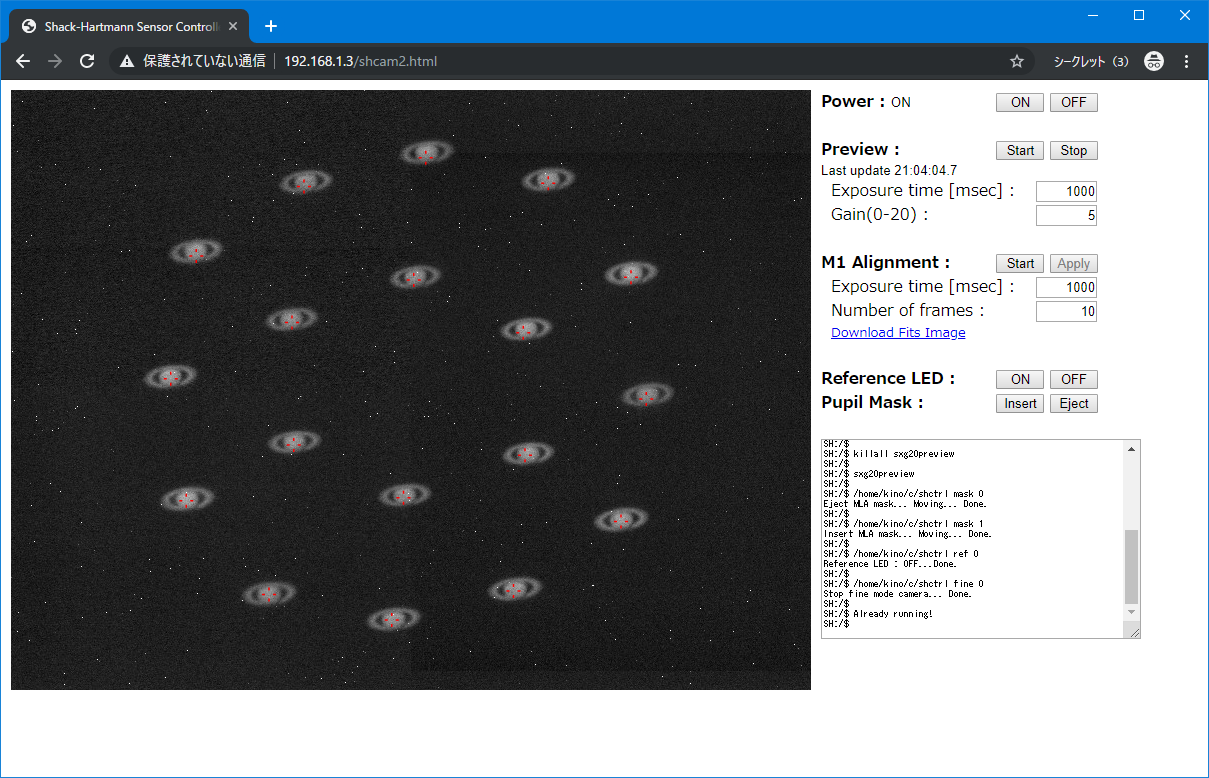 Shack-Hartmann Sensor Controll
保護されていない通信 192.168.1.3/shcam2.html シークレット (3)
Power : ON ON OFF
Preview : Start Stop
Last update 21:04:04.7
Exposure time [msec] : 1000
Gain(0-20) : 5
M1 Alignment : Start Apply
Exposure time [msec] : 1000
Number of frames : 10
Download Fits Image
Reference LED : ON OFF
Pupil Mask : Insert Eject
SH:/$
SH:/$ killall sxg20preview
SH:/$
SH:/$ sxg20preview
SH:/$
SH:/$ /home/kino/c/shctrl mask 0
Eject MLA mask... Moving... Done.
SH:/$
SH:/$ /home/kino/c/shctrl mask 1
Insert MLA mask... Moving... Done.
SH:/$
SH:/$ /home/kino/c/shctrl ref 0
Reference LED : OFF...Done.
SH:/$
SH:/$ /home/kino/c/shctrl fine 0
Stop fine mode camera... Done.
SH:/$
SH:/$ Already running!
SH:/$